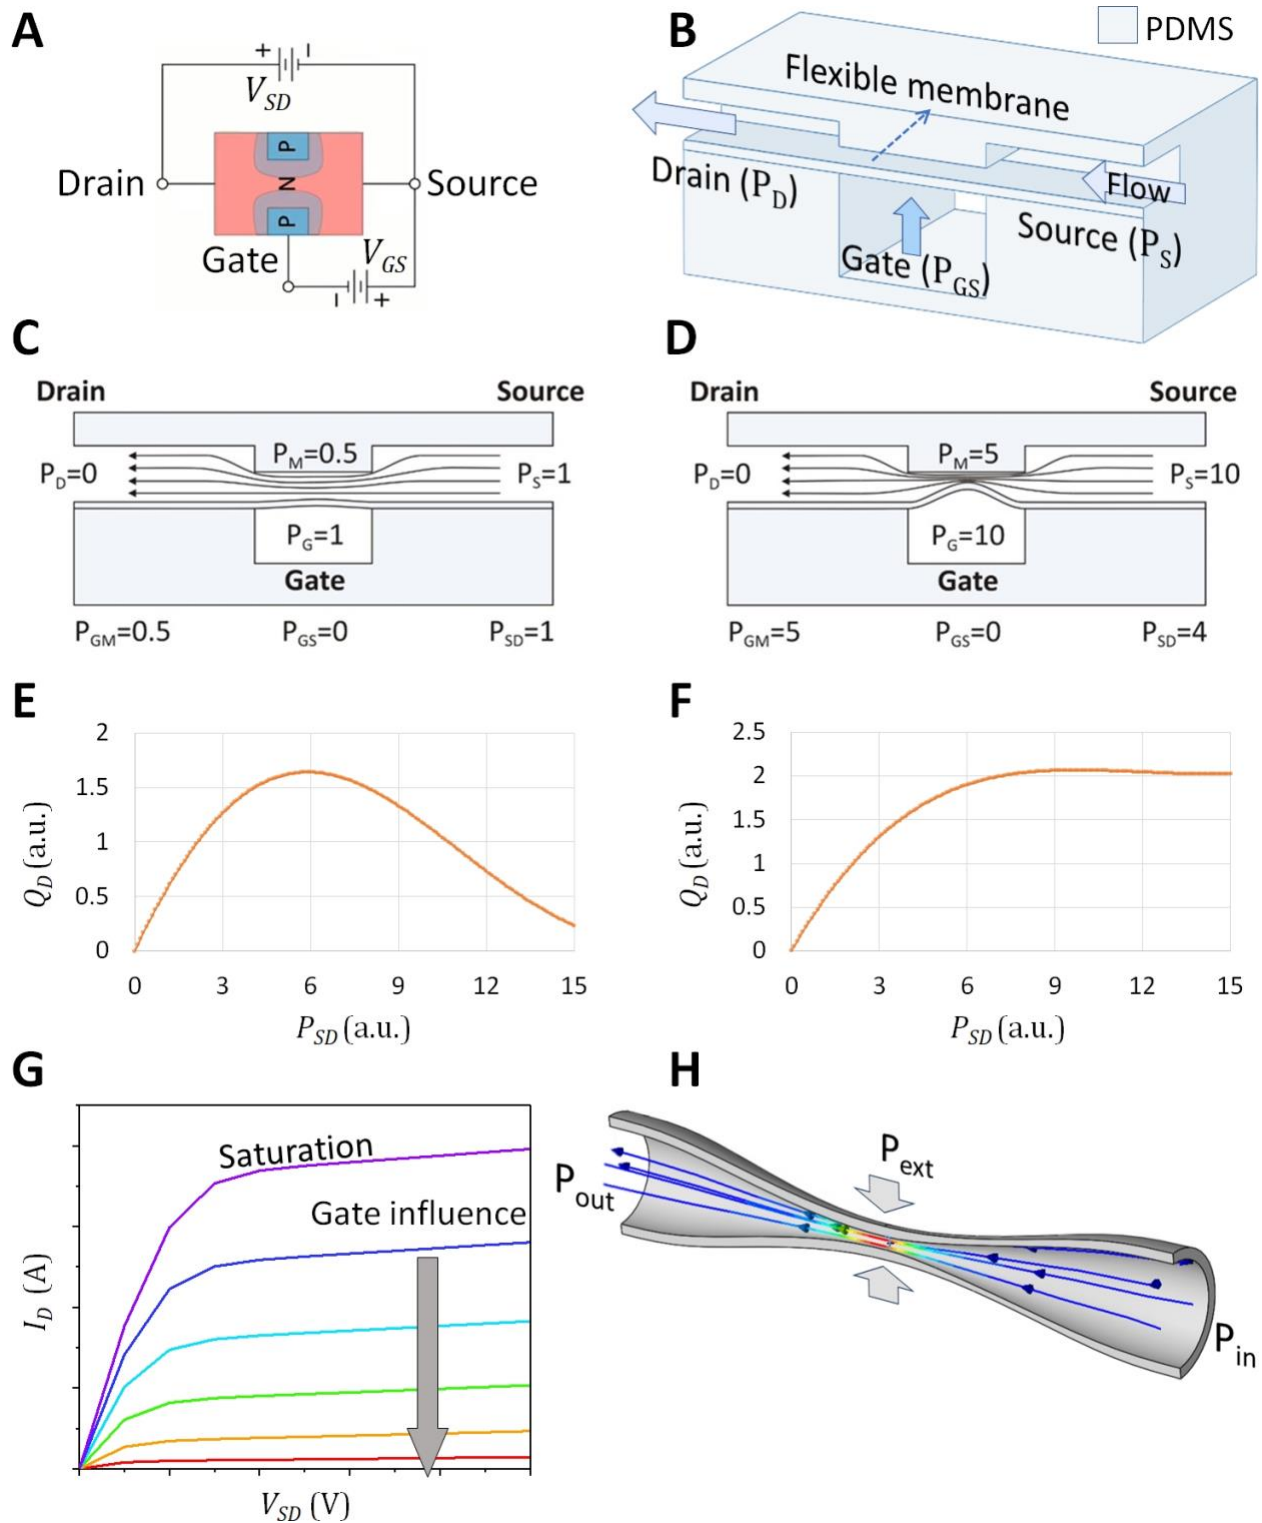 A
+ –
V_SD
P
N
P
Drain
Source
Gate
V_GS
– +
B
PDMS
Flexible membrane
Drain (P_D)
Flow
Source (P_S)
Gate (P_GS)
C
Drain Source
P_M=0.5
P_D=0
P_S=1
P_G=1
Gate
P_GM=0.5 P_GS=0 P_SD=1
D
Drain Source
P_M=5
P_D=0
P_S=10
P_G=10
Gate
P_GM=5 P_GS=0 P_SD=4
E
2
1.5
1
0.5
0
Q_D (a.u.)
0 3 6 9 12 15
P_SD (a.u.)
F
2.5
2
1.5
1
0.5
0
Q_D (a.u.)
0 3 6 9 12 15
P_SD (a.u.)
G
Saturation
Gate influence
I_D (A)
V_SD (V)
H
P_ext
P_out
P_in